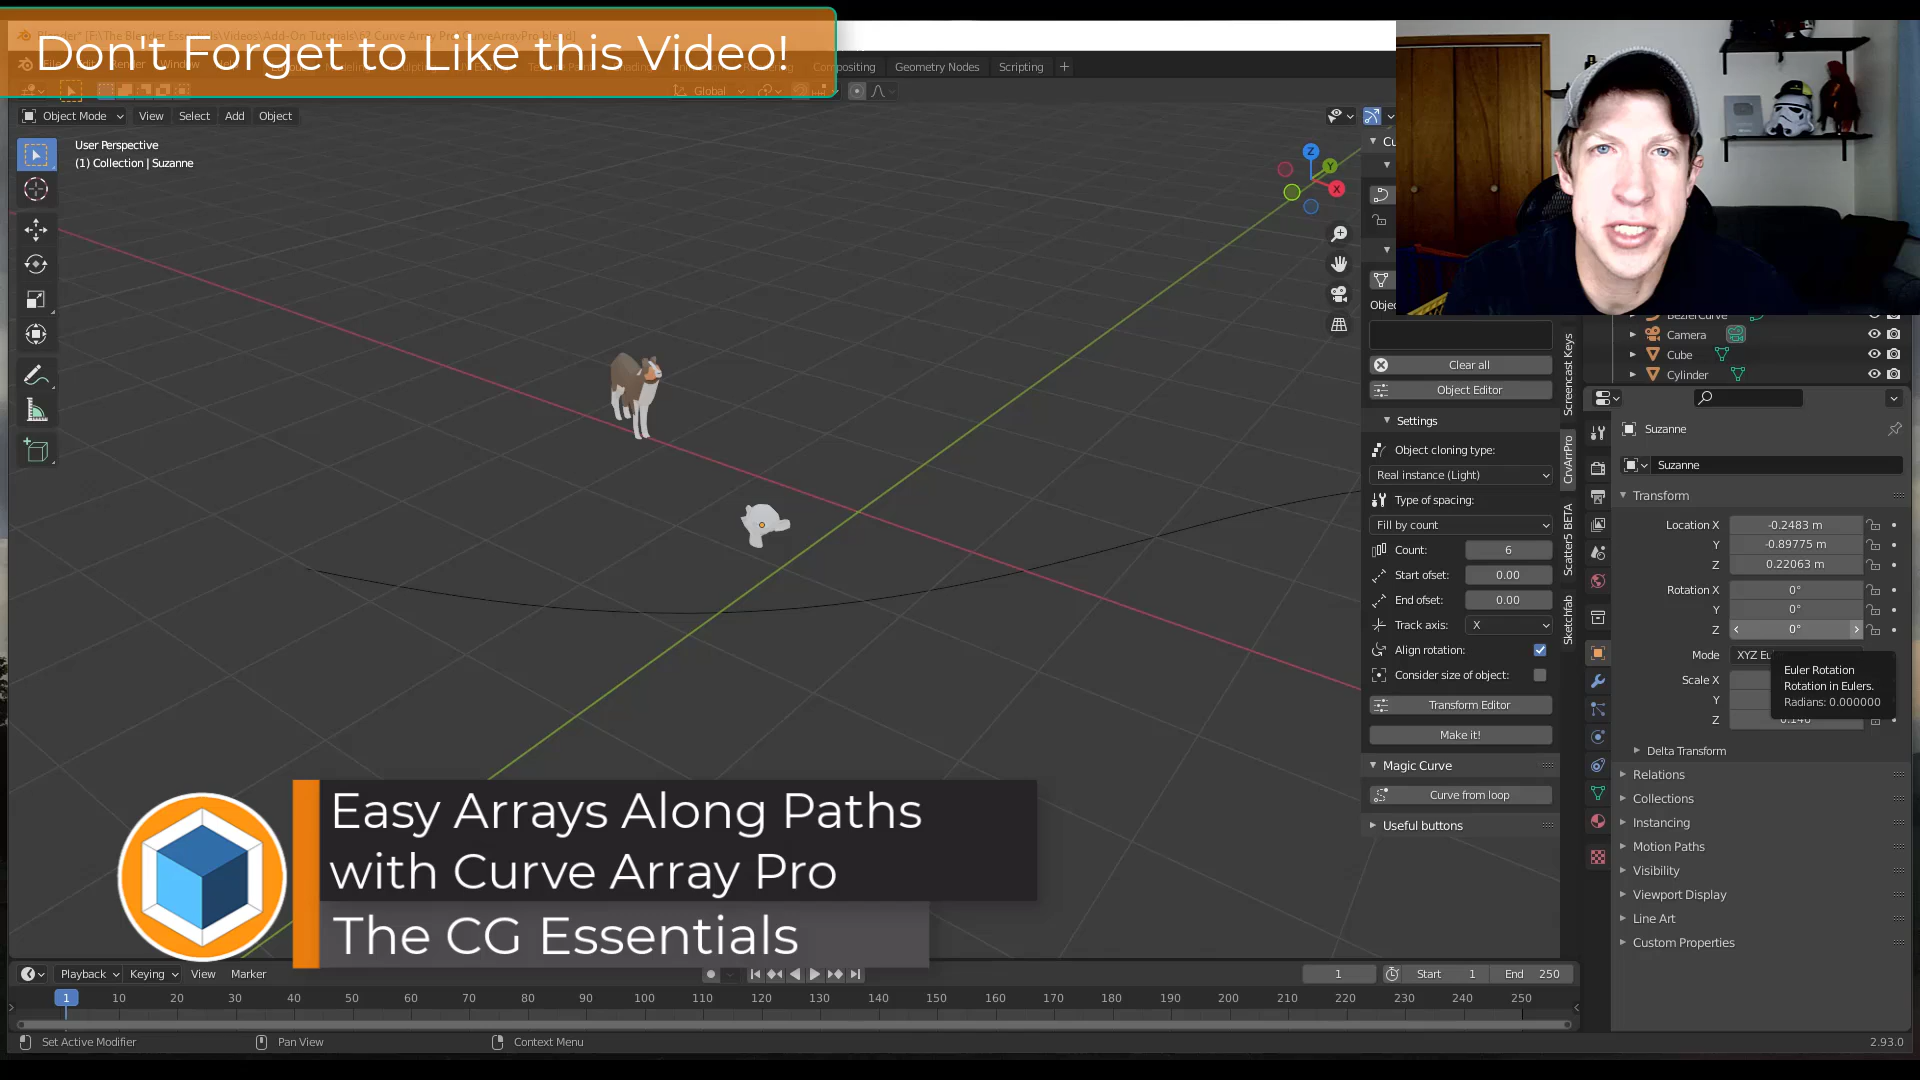 Don't Forget to Like this Video!
Compositing
Geometry Nodes
Scripting
+
Global
Object Mode
View
Select
Add
Object
User Perspective
(1) Collection | Suzanne
Z
Y
X
Clear all
Object Editor
Settings
Object cloning type:
Real instance (Light)
Type of spacing:
Fill by count
Count:
6
Start ofset:
0.00
End ofset:
0.00
Track axis:
X
Align rotation:
Consider size of object:
Transform Editor
Make it!
Magic Curve
Curve from loop
Useful buttons
Screencast Keys
CrvArrPro
Scatter5 BETA
Sketchfab
BezierCurve
Camera
Cube
Cylinder
Suzanne
Suzanne
Transform
Location X
-0.2483 m
Y
-0.89775 m
Z
0.22063 m
Rotation X
0°
Y
0°
Z
0°
Mode
XYZ Eu
Euler Rotation
Rotation in Eulers.
Radians: 0.000000
Scale X
Y
Z
Delta Transform
Relations
Collections
Instancing
Motion Paths
Visibility
Viewport Display
Line Art
Custom Properties
Easy Arrays Along Paths
with Curve Array Pro
The CG Essentials
Playback
Keying
View
Marker
1
Start
1
End
250
1
10
20
30
40
50
60
70
80
90
100
110
120
130
140
150
160
170
180
190
200
210
220
230
240
250
Set Active Modifier
Pan View
Context Menu
2.93.0